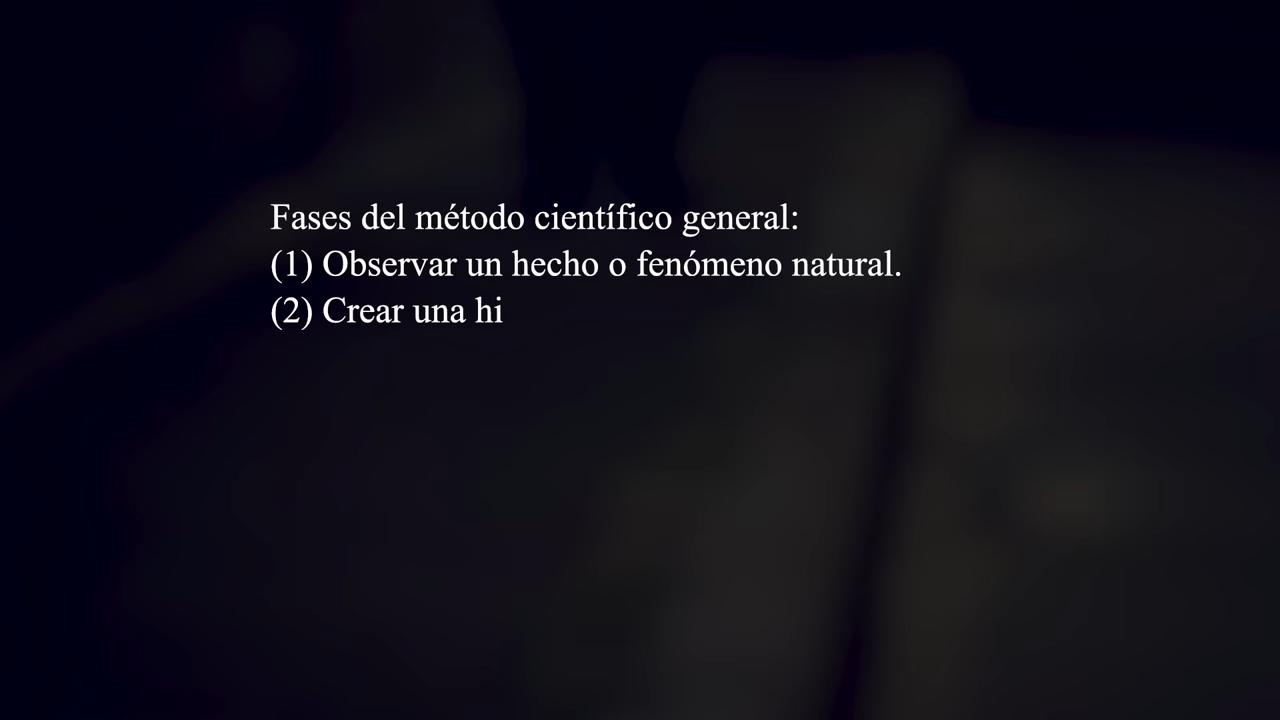 Fases del método científico general:
(1) Observar un hecho o fenómeno natural.
(2) Crear una hi